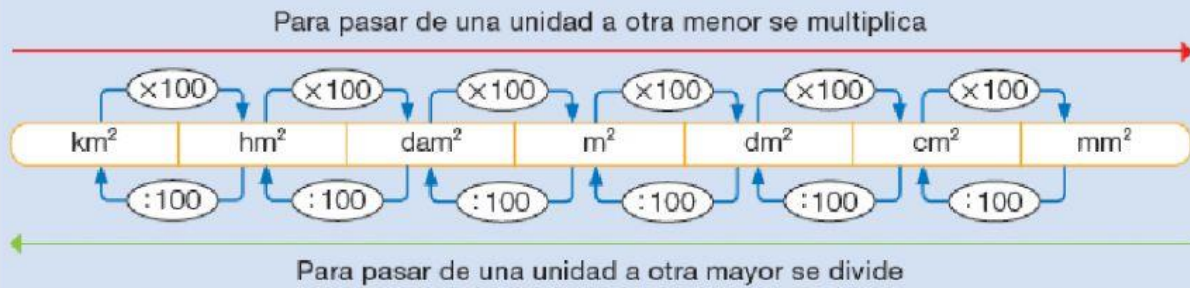 Para pasar de una unidad a otra menor se multiplica
×100 ×100 ×100 ×100 ×100 ×100
km² hm² dam² m² dm² cm² mm²
:100 :100 :100 :100 :100 :100
Para pasar de una unidad a otra mayor se divide